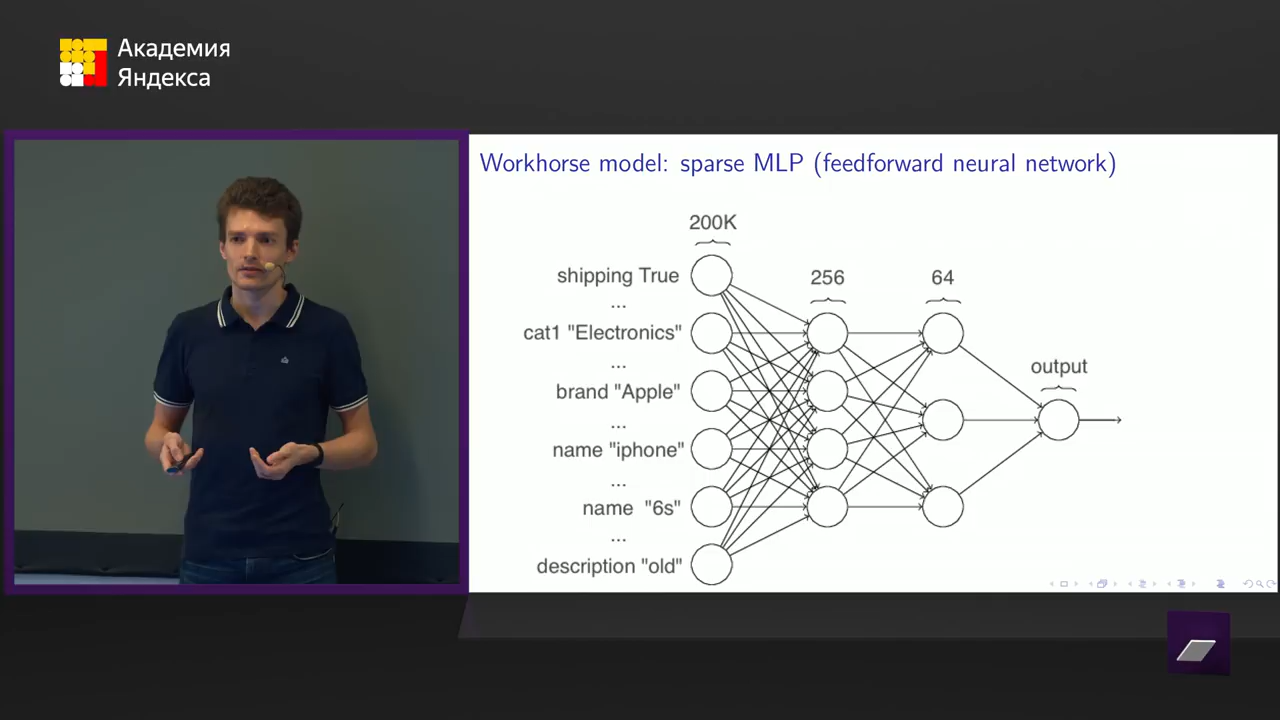 Академия
Яндекса
Workhorse model: sparse MLP (feedforward neural network)
200K
256
64
output
shipping True
...
cat1 "Electronics"
...
brand "Apple"
...
name "iphone"
...
name "6s"
...
description "old"